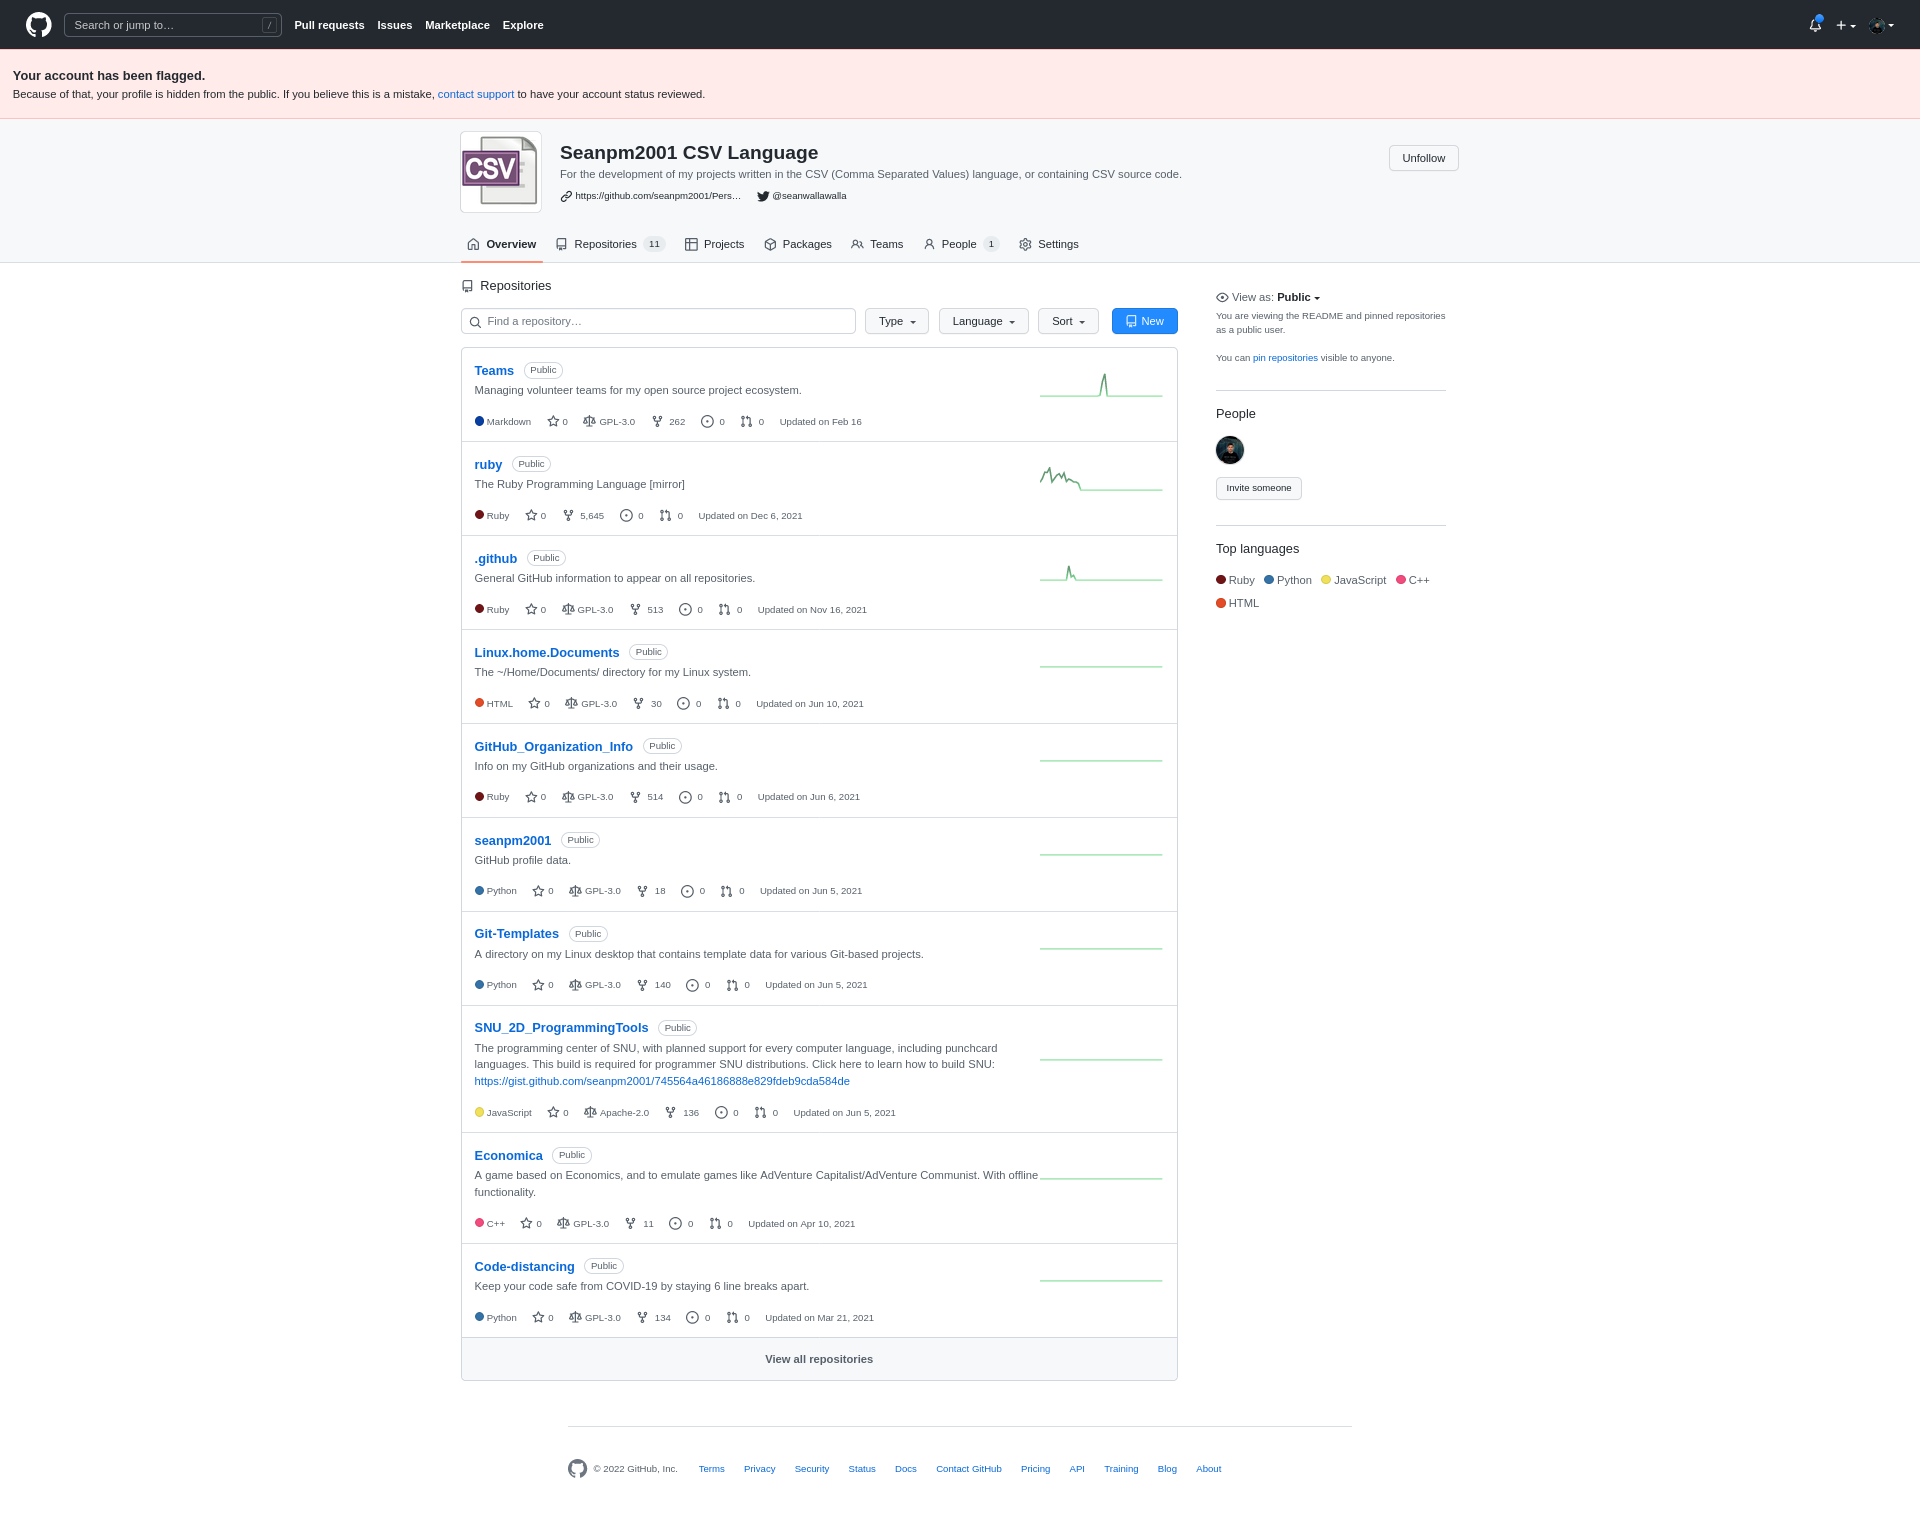 Search or jump to… /
Pull requests Issues Marketplace Explore
Your account has been flagged.
Because of that, your profile is hidden from the public. If you believe this is a mistake, contact support to have your account status reviewed.
CSV
Seanpm2001 CSV Language
Unfollow
For the development of my projects written in the CSV (Comma Separated Values) language, or containing CSV source code.
https://github.com/seanpm2001/Pers… @seanwallawalla
Overview Repositories 11 Projects Packages Teams People 1 Settings
Repositories
Find a repository… Type Language Sort New
Teams Public
Managing volunteer teams for my open source project ecosystem.
Markdown 0 GPL-3.0 262 0 0 Updated on Feb 16
ruby Public
The Ruby Programming Language [mirror]
Ruby 0 5,645 0 0 Updated on Dec 6, 2021
.github Public
General GitHub information to appear on all repositories.
Ruby 0 GPL-3.0 513 0 0 Updated on Nov 16, 2021
Linux.home.Documents Public
The ~/Home/Documents/ directory for my Linux system.
HTML 0 GPL-3.0 30 0 0 Updated on Jun 10, 2021
GitHub_Organization_Info Public
Info on my GitHub organizations and their usage.
Ruby 0 GPL-3.0 514 0 0 Updated on Jun 6, 2021
seanpm2001 Public
GitHub profile data.
Python 0 GPL-3.0 18 0 0 Updated on Jun 5, 2021
Git-Templates Public
A directory on my Linux desktop that contains template data for various Git-based projects.
Python 0 GPL-3.0 140 0 0 Updated on Jun 5, 2021
SNU_2D_ProgrammingTools Public
The programming center of SNU, with planned support for every computer language, including punchcard
languages. This build is required for programmer SNU distributions. Click here to learn how to build SNU:
https://gist.github.com/seanpm2001/745564a46186888e829fdeb9cda584de
JavaScript 0 Apache-2.0 136 0 0 Updated on Jun 5, 2021
Economica Public
A game based on Economics, and to emulate games like AdVenture Capitalist/AdVenture Communist. With offline
functionality.
C++ 0 GPL-3.0 11 0 0 Updated on Apr 10, 2021
Code-distancing Public
Keep your code safe from COVID-19 by staying 6 line breaks apart.
Python 0 GPL-3.0 134 0 0 Updated on Mar 21, 2021
View all repositories
View as: Public
You are viewing the README and pinned repositories
as a public user.
You can pin repositories visible to anyone.
People
Invite someone
Top languages
Ruby Python JavaScript C++
HTML
© 2022 GitHub, Inc. Terms Privacy Security Status Docs Contact GitHub Pricing API Training Blog About